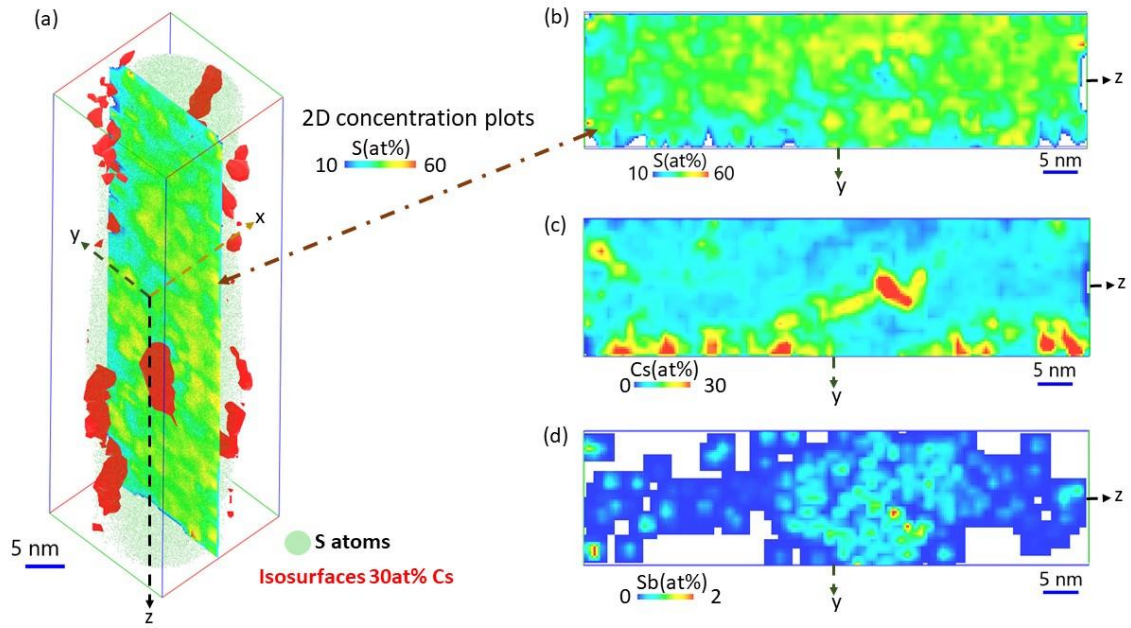 (a)
2D concentration plots
S(at%)
10 60
x
y
z
5 nm
S atoms
Isosurfaces 30at% Cs
(b)
z
S(at%)
10 60
y
5 nm
(c)
z
Cs(at%)
0 30
y
5 nm
(d)
z
Sb(at%)
0 2
y
5 nm